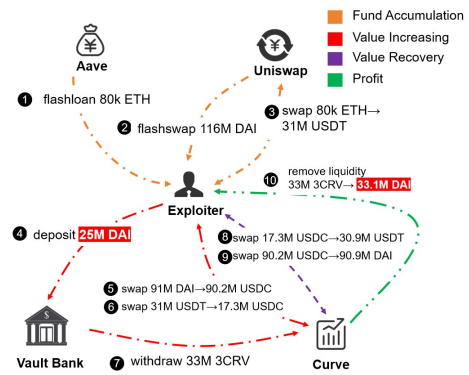 Fund Accumulation
Value Increasing
Value Recovery
Profit
Aave
Uniswap
1 flashloan 80k ETH
2 flashswap 116M DAI
3 swap 80k ETH→
31M USDT
10 remove liquidity
33M 3CRV→ 33.1M DAI
Exploiter
4 deposit 25M DAI
8 swap 17.3M USDC→30.9M USDT
9 swap 90.2M USDC→90.9M DAI
5 swap 91M DAI→90.2M USDC
6 swap 31M USDT→17.3M USDC
Vault Bank
7 withdraw 33M 3CRV
Curve